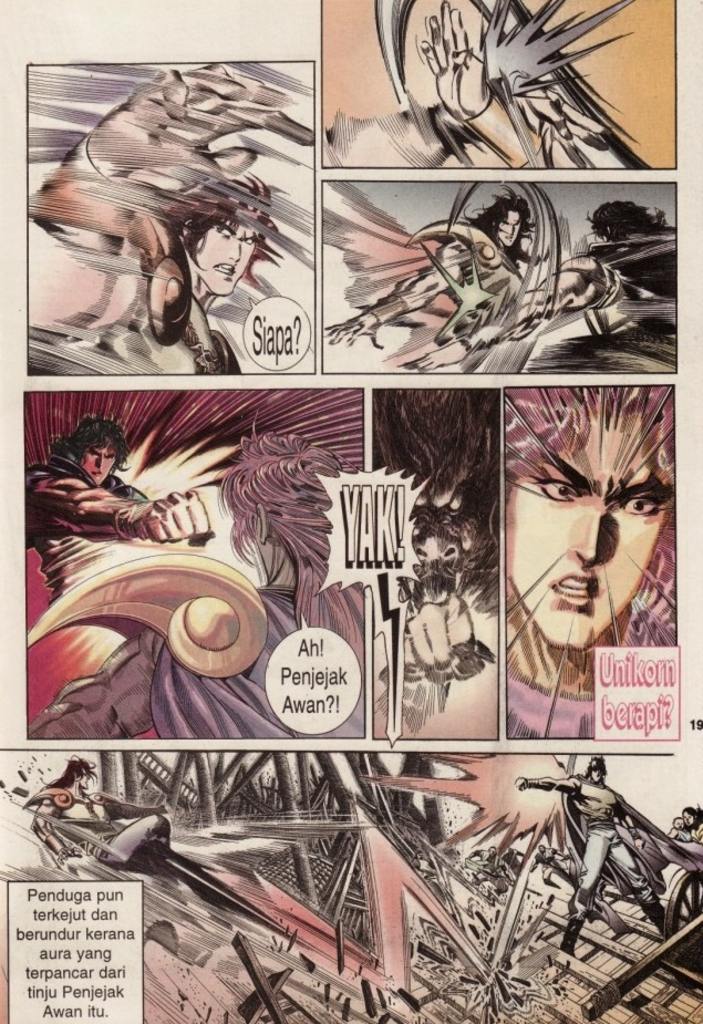 Siapa?
Ah!
Penjejak
Awan?!
YAK!
Unikorn
berapi?
19
Penduga pun
terkejut dan
berundur kerana
aura yang
terpancar dari
tinju Penjejak
Awan itu.